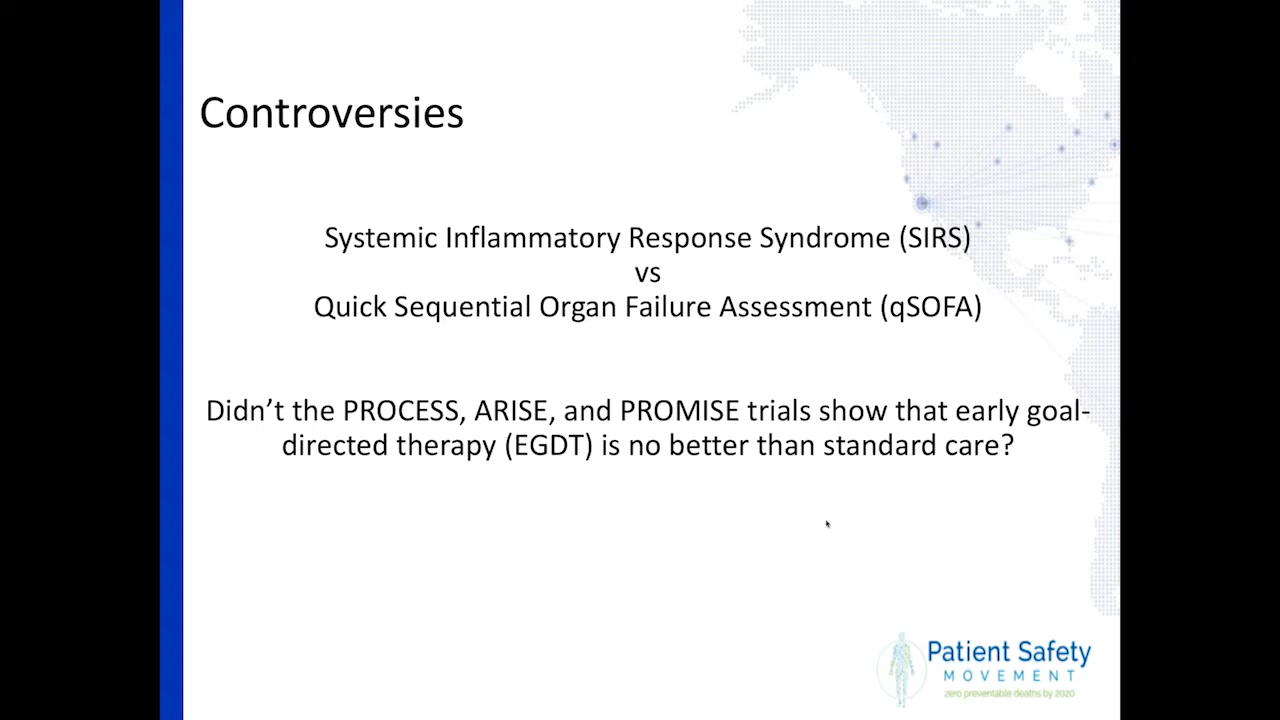 Controversies
Systemic Inflammatory Response Syndrome (SIRS)
vs
Quick Sequential Organ Failure Assessment (qSOFA)
Didn’t the PROCESS, ARISE, and PROMISE trials show that early goal-
directed therapy (EGDT) is no better than standard care?
Patient Safety
MOVEMENT
zero preventable deaths by 2020